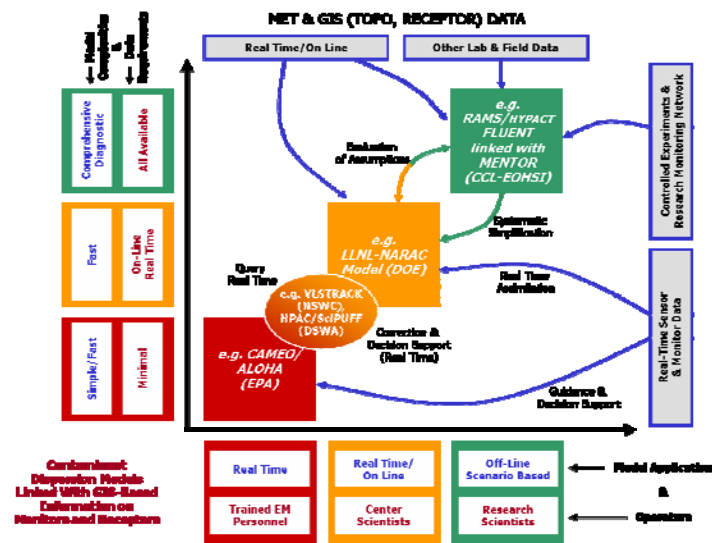 MET & GIS (TOPO, RECEPTOR) DATA
Real Time/On Line
Other Lab & Field Data
Model
Complexities
&
Data
Requirements
Comprehensive
Diagnostic
All Available
Fast
On-Line
Real Time
Simple/Fast
Minimal
e.g.
RAMS/HYPACT
FLUENT
linked with
MENTOR
(CCL-EOHSI)
Evaluation
of Assumptions
Systematic
Simplification
e.g.
LLNL-NARAC
Model (DOE)
Query
Real Time
e.g. VLSTRACK
(NSWC),
HPAC/SciPUFF
(DSWA)
Real Time
Assimilation
Correction &
Decision Support
(Real Time)
e.g. CAMEO/
ALOHA
(EPA)
Guidance &
Decision Support
Controlled Experiments &
Research Monitoring Network
Real-Time Sensor
& Monitor Data
Contaminant
Dispersion Models
Linked With GIS-Based
Information on
Monitors and Receptors
Real Time
Real Time/
On Line
Off-Line
Scenario Based
Model Application
&
Trained EM
Personnel
Center
Scientists
Research
Scientists
Operators